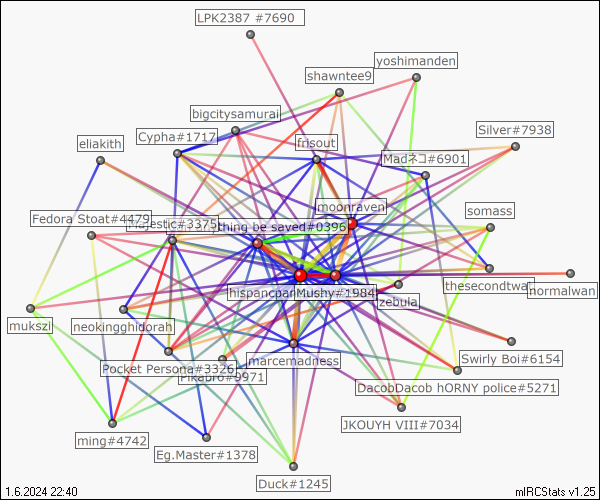 LPK2387 #7690
yoshimanden
shawntee9
bigcitysamurai
Silver#7938
Cypha#1717
frisout
eliakith
Madネコ#6901
moonraven
somass
Fedora Stoat#4479
Majestic#3375
thing be saved#0396
thesecondtwa
normalwan
hispancpar
Mushy#1984
zebula
mukszi
neokingghidorah
marcemadness
Swirly Boi#6154
Pocket Persona#3326
Pikabro#9971
DacobDacob hORNY police#5271
JKOUYH VIII#7034
ming#4742
Eg.Master#1378
Duck#1245
1.6.2024 22:40
mIRCStats v1.25